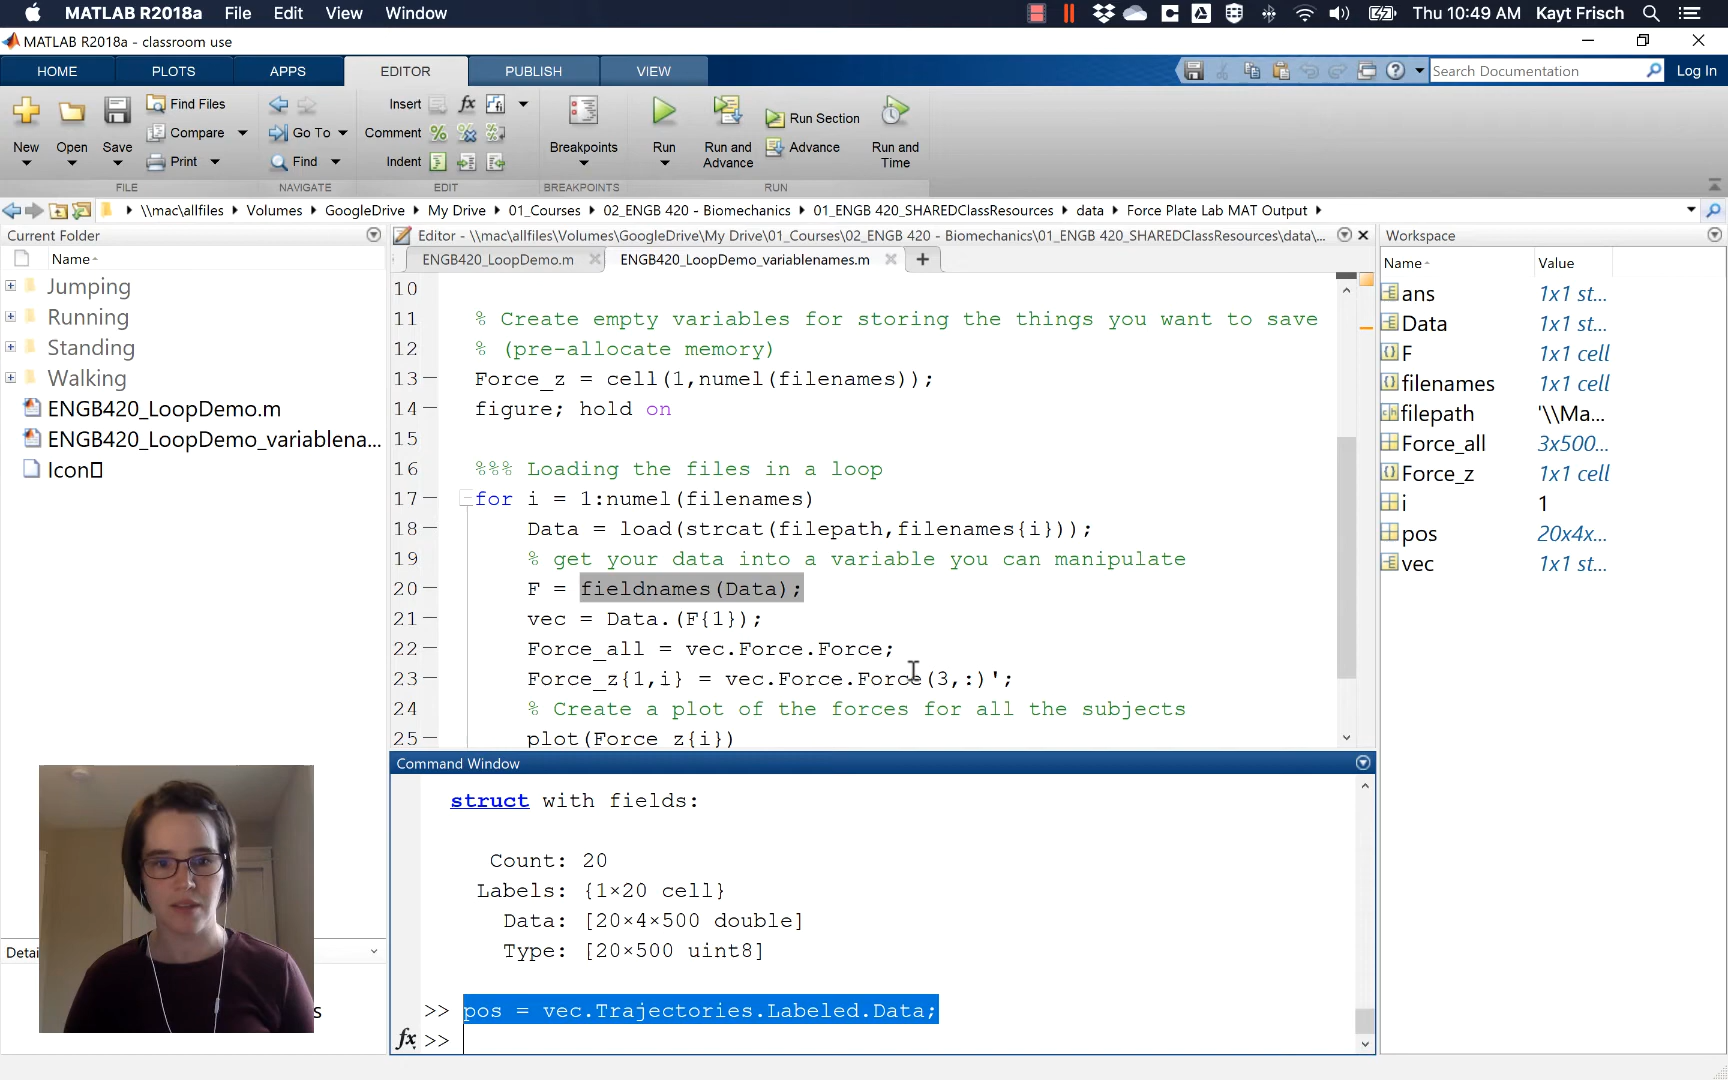 MATLAB R2018a File Edit View Window Thu 10:49 AM Kayt Frisch
MATLAB R2018a - classroom use
HOME PLOTS APPS EDITOR PUBLISH VIEW Search Documentation Log In
New Open Save Find Files Compare Print
Go To Find
Insert fx Comment Indent
Breakpoints
Run Run and Advance Run Section Advance Run and Time
FILE NAVIGATE EDIT BREAKPOINTS RUN
\\mac\allfiles Volumes GoogleDrive My Drive 01_Courses 02_ENGB 420 - Biomechanics 01_ENGB 420_SHAREDClassResources data Force Plate Lab MAT Output
Current Folder
Name
Jumping
Running
Standing
Walking
ENGB420_LoopDemo.m
ENGB420_LoopDemo_variablena...
Icon
Detai
s
Editor - \\mac\allfiles\Volumes\GoogleDrive\My Drive\01_Courses\02_ENGB 420 - Biomechanics\01_ENGB 420_SHAREDClassResources\data\...
ENGB420_LoopDemo.m ENGB420_LoopDemo_variablenames.m
10
11 % Create empty variables for storing the things you want to save
12 % (pre-allocate memory)
13 Force_z = cell(1,numel(filenames));
14 figure; hold on
15
16 %%% Loading the files in a loop
17 for i = 1:numel(filenames)
18 Data = load(strcat(filepath,filenames{i}));
19 % get your data into a variable you can manipulate
20 F = fieldnames(Data);
21 vec = Data.(F{1});
22 Force_all = vec.Force.Force;
23 Force_z{1,i} = vec.Force.Force(3,:)';
24 % Create a plot of the forces for all the subjects
25 plot(Force_z{i})
Command Window
struct with fields:
Count: 20
Labels: {1×20 cell}
Data: [20×4×500 double]
Type: [20×500 uint8]
>> pos = vec.Trajectories.Labeled.Data;
fx >>
Workspace
Name Value
ans 1x1 st...
Data 1x1 st...
F 1x1 cell
filenames 1x1 cell
filepath '\\Ma...
Force_all 3x500...
Force_z 1x1 cell
i 1
pos 20x4x...
vec 1x1 st...